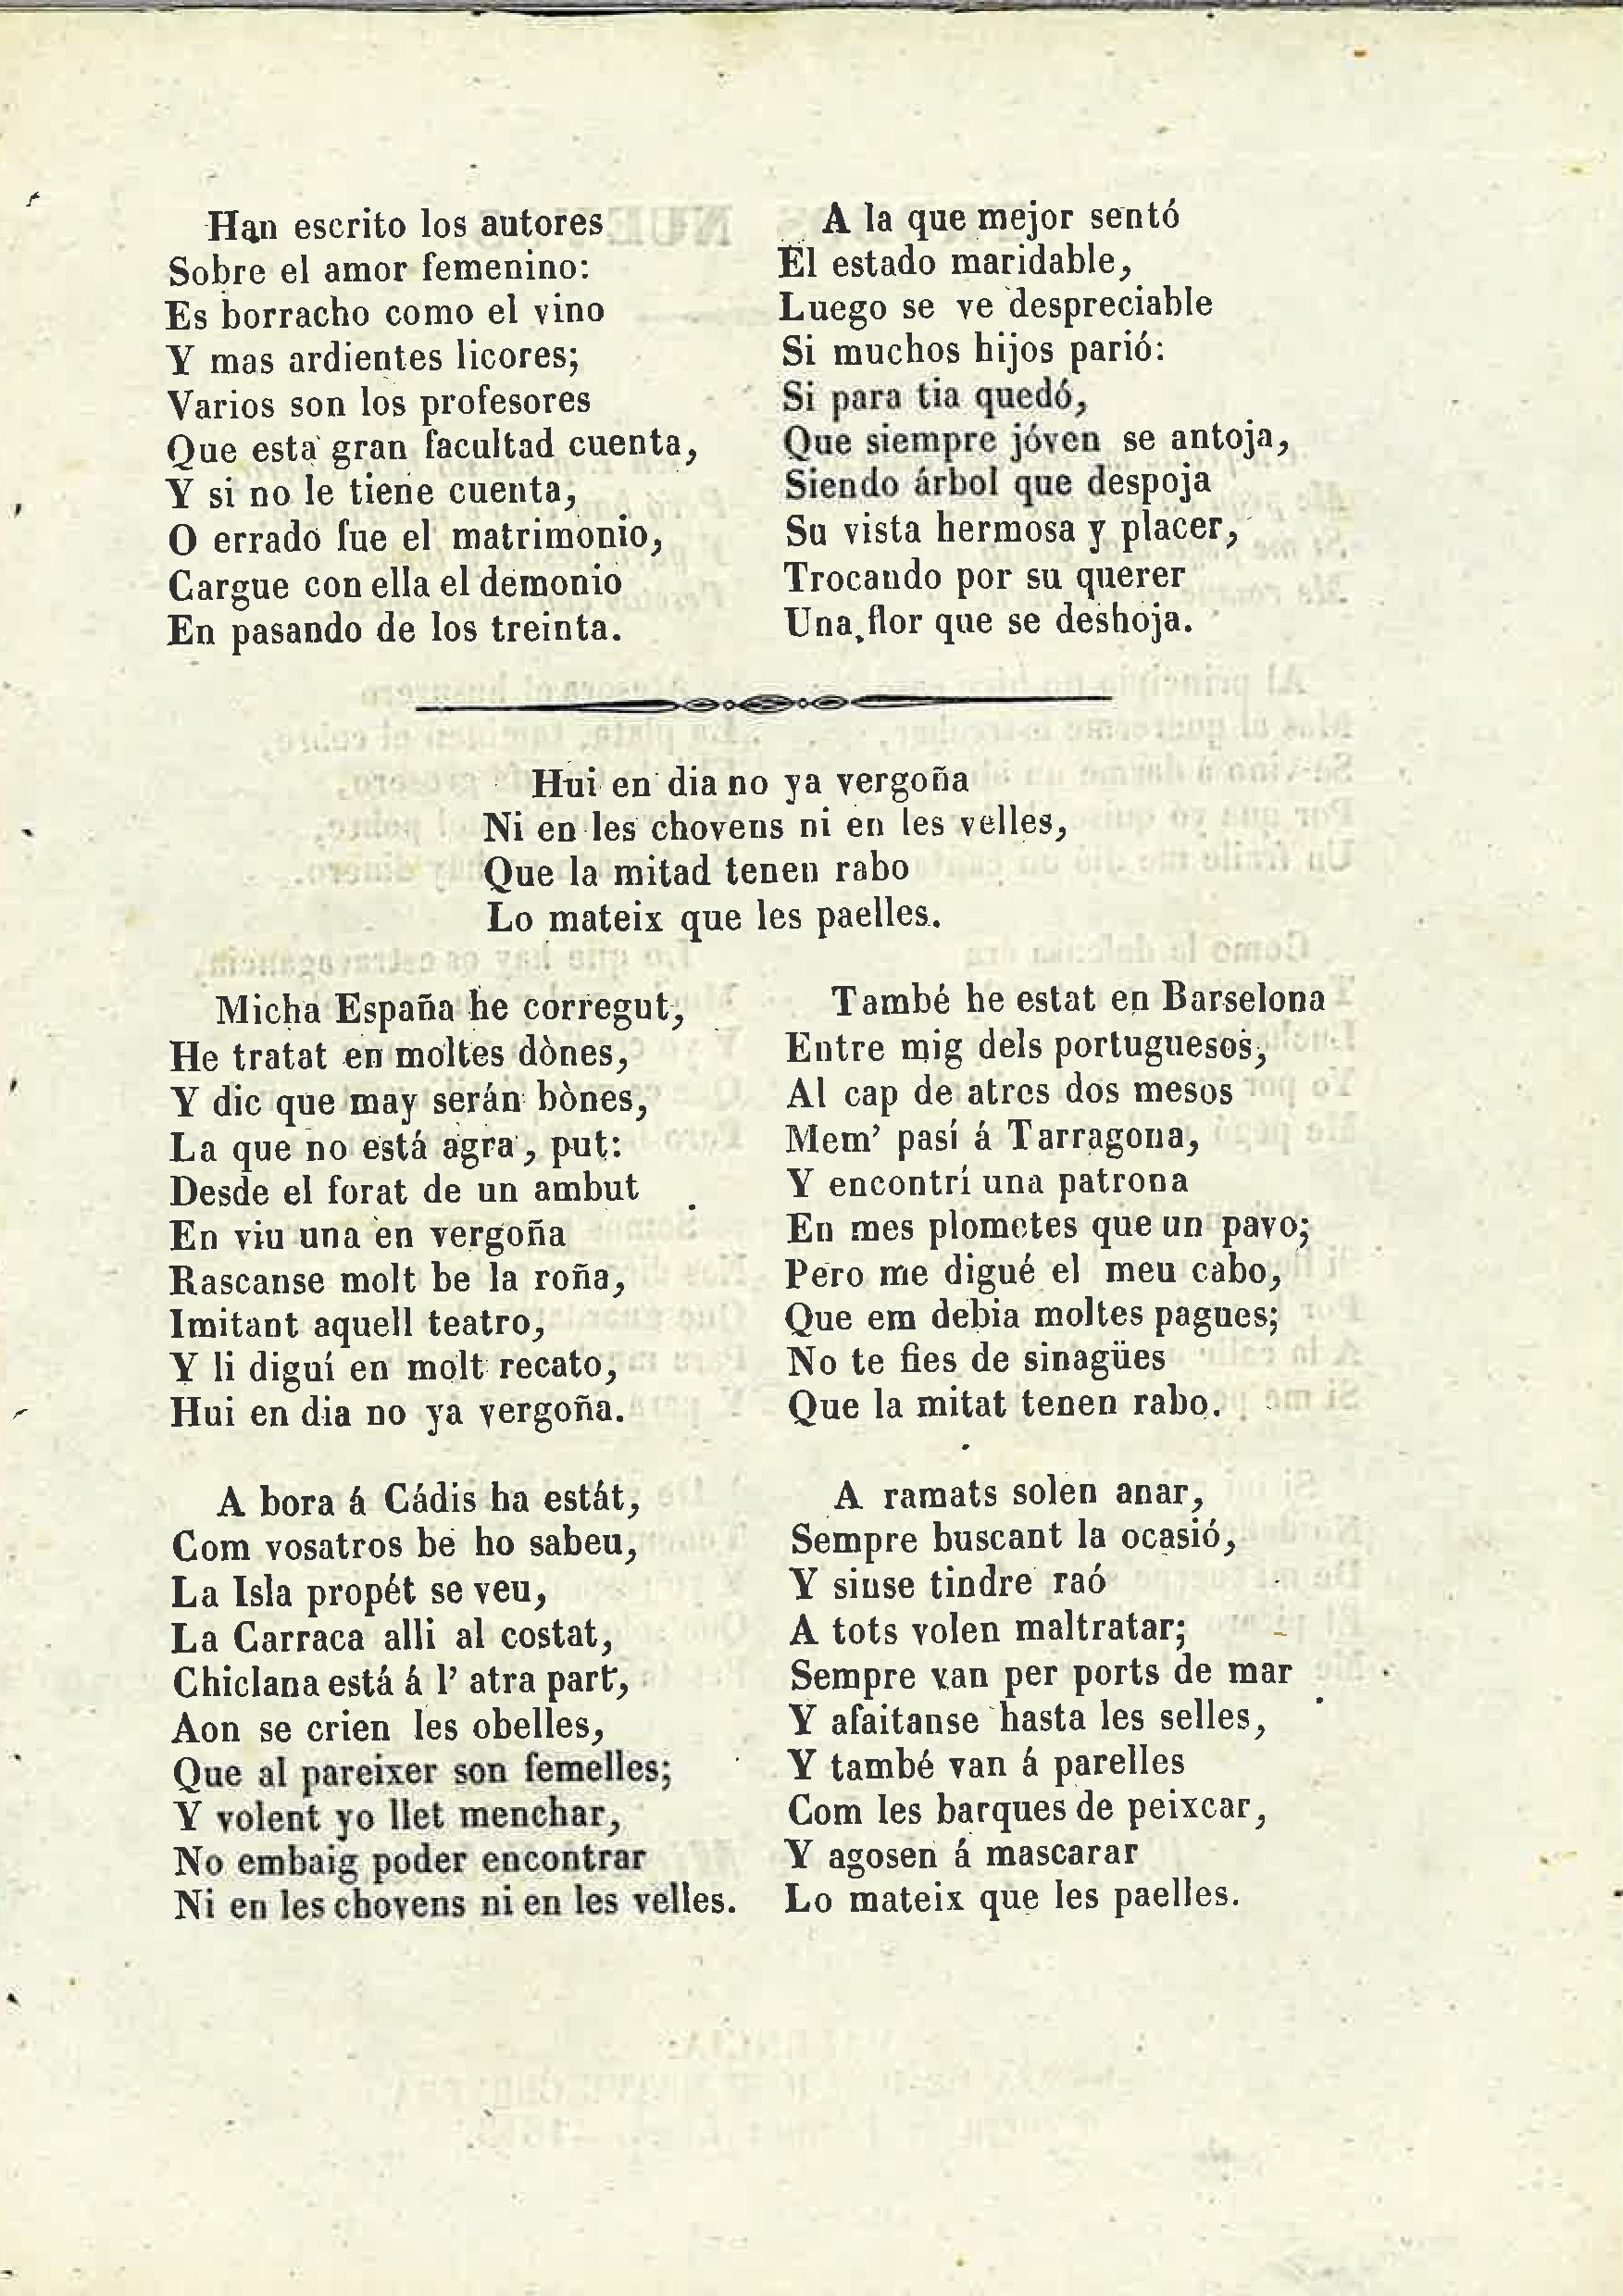 Han escrito los autores
Sobre el amor femenino:
Es borracho como el vino
Y mas ardientes licores;
Varios son los profesores
Que esta gran facultad cuenta,
Y si no le tiene cuenta,
O errado fue el matrimonio,
Cargue con ella el demonio
En pasando de los treinta.
A la que mejor sentó
El estado maridable,
Luego se ve despreciable
Si muchos hijos parió:
Si para tia quedó,
Que siempre jóven se antoja,
Siendo árbol que despoja
Su vista hermosa y placer,
Trocando por su querer
Una flor que se deshoja.
Hui en dia no ya vergoña
Ni en les chovens ni en les velles,
Que la mitad tenen rabo
Lo mateix que les paelles.
Micha España he corregut,
He tratat en moltes dònes,
Y dic que may serán bònes,
La que no está agra, put:
Desde el forat de un ambut
En viu una en vergoña
Rascanse molt be la roña,
Imitant aquell teatro,
Y li diguí en molt recato,
Hui en dia no ya vergoña.
A bora á Cádis ha estát,
Com vosatros be ho sabeu,
La Isla propét se veu,
La Carraca alli al costat,
Chiclana está á l' atra part,
Aon se crien les obelles,
Que al pareixer son femelles;
Y volent yo llet menchar,
No embaig poder encontrar
Ni en les chovens ni en les velles.
També he estat en Barselona
Entre mig dels portuguesos,
Al cap de atres dos mesos
Mem' pasí á Tarragona,
Y encontrí una patrona
En mes plometes que un pavo;
Pero me digué el meu cabo,
Que em debia moltes pagues;
No te fies de sinagües
Que la mitat tenen rabo.
A ramats solen anar,
Sempre buscant la ocasió,
Y sinse tindre raó
A tots volen maltratar;
Sempre van per ports de mar
Y afaitanse hasta les selles,
Y també van á parelles
Com les barques de peixcar,
Y agosen á mascarar
Lo mateix que les paelles.